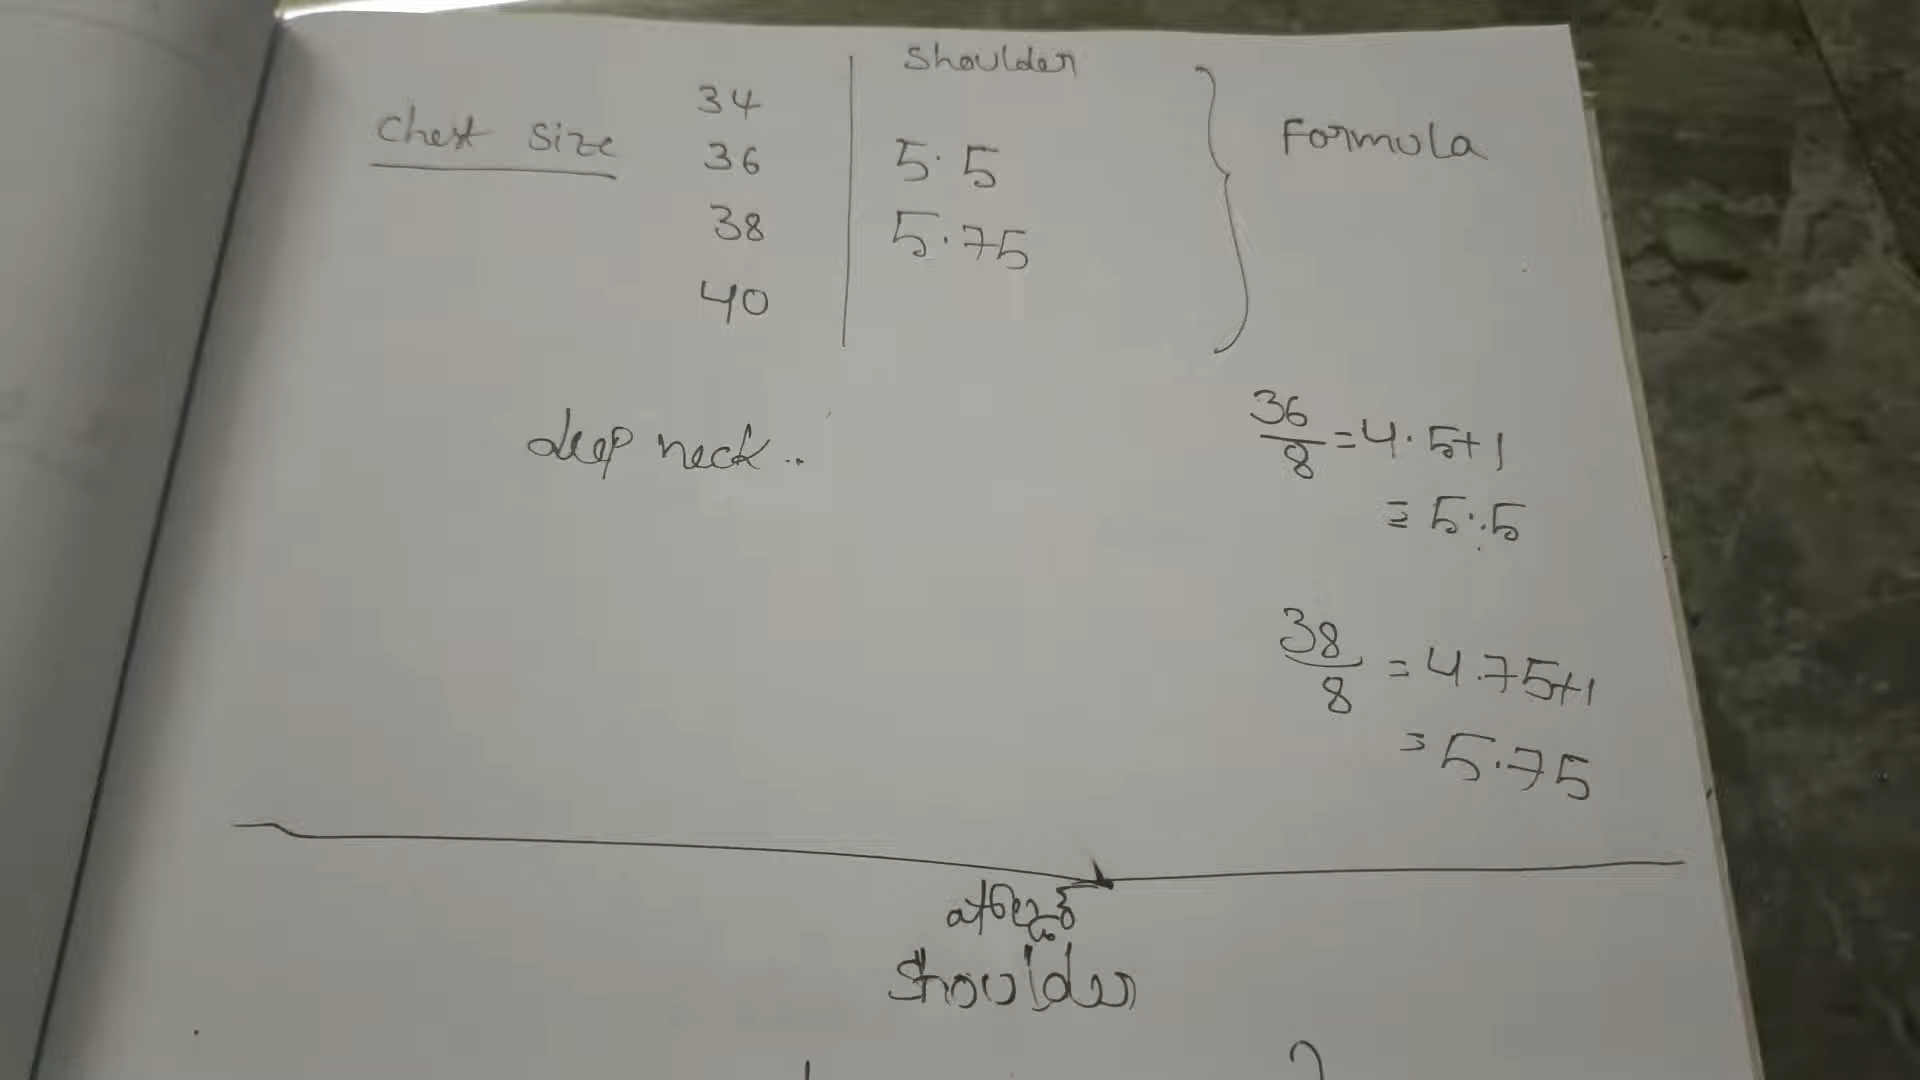 Shoulder
Chest size
34
36 5.5
38 5.75
40
Formula
deep neck..
36/8 = 4.5+1
= 5.5
38/8 = 4.75+1
= 5.75
Shoulder